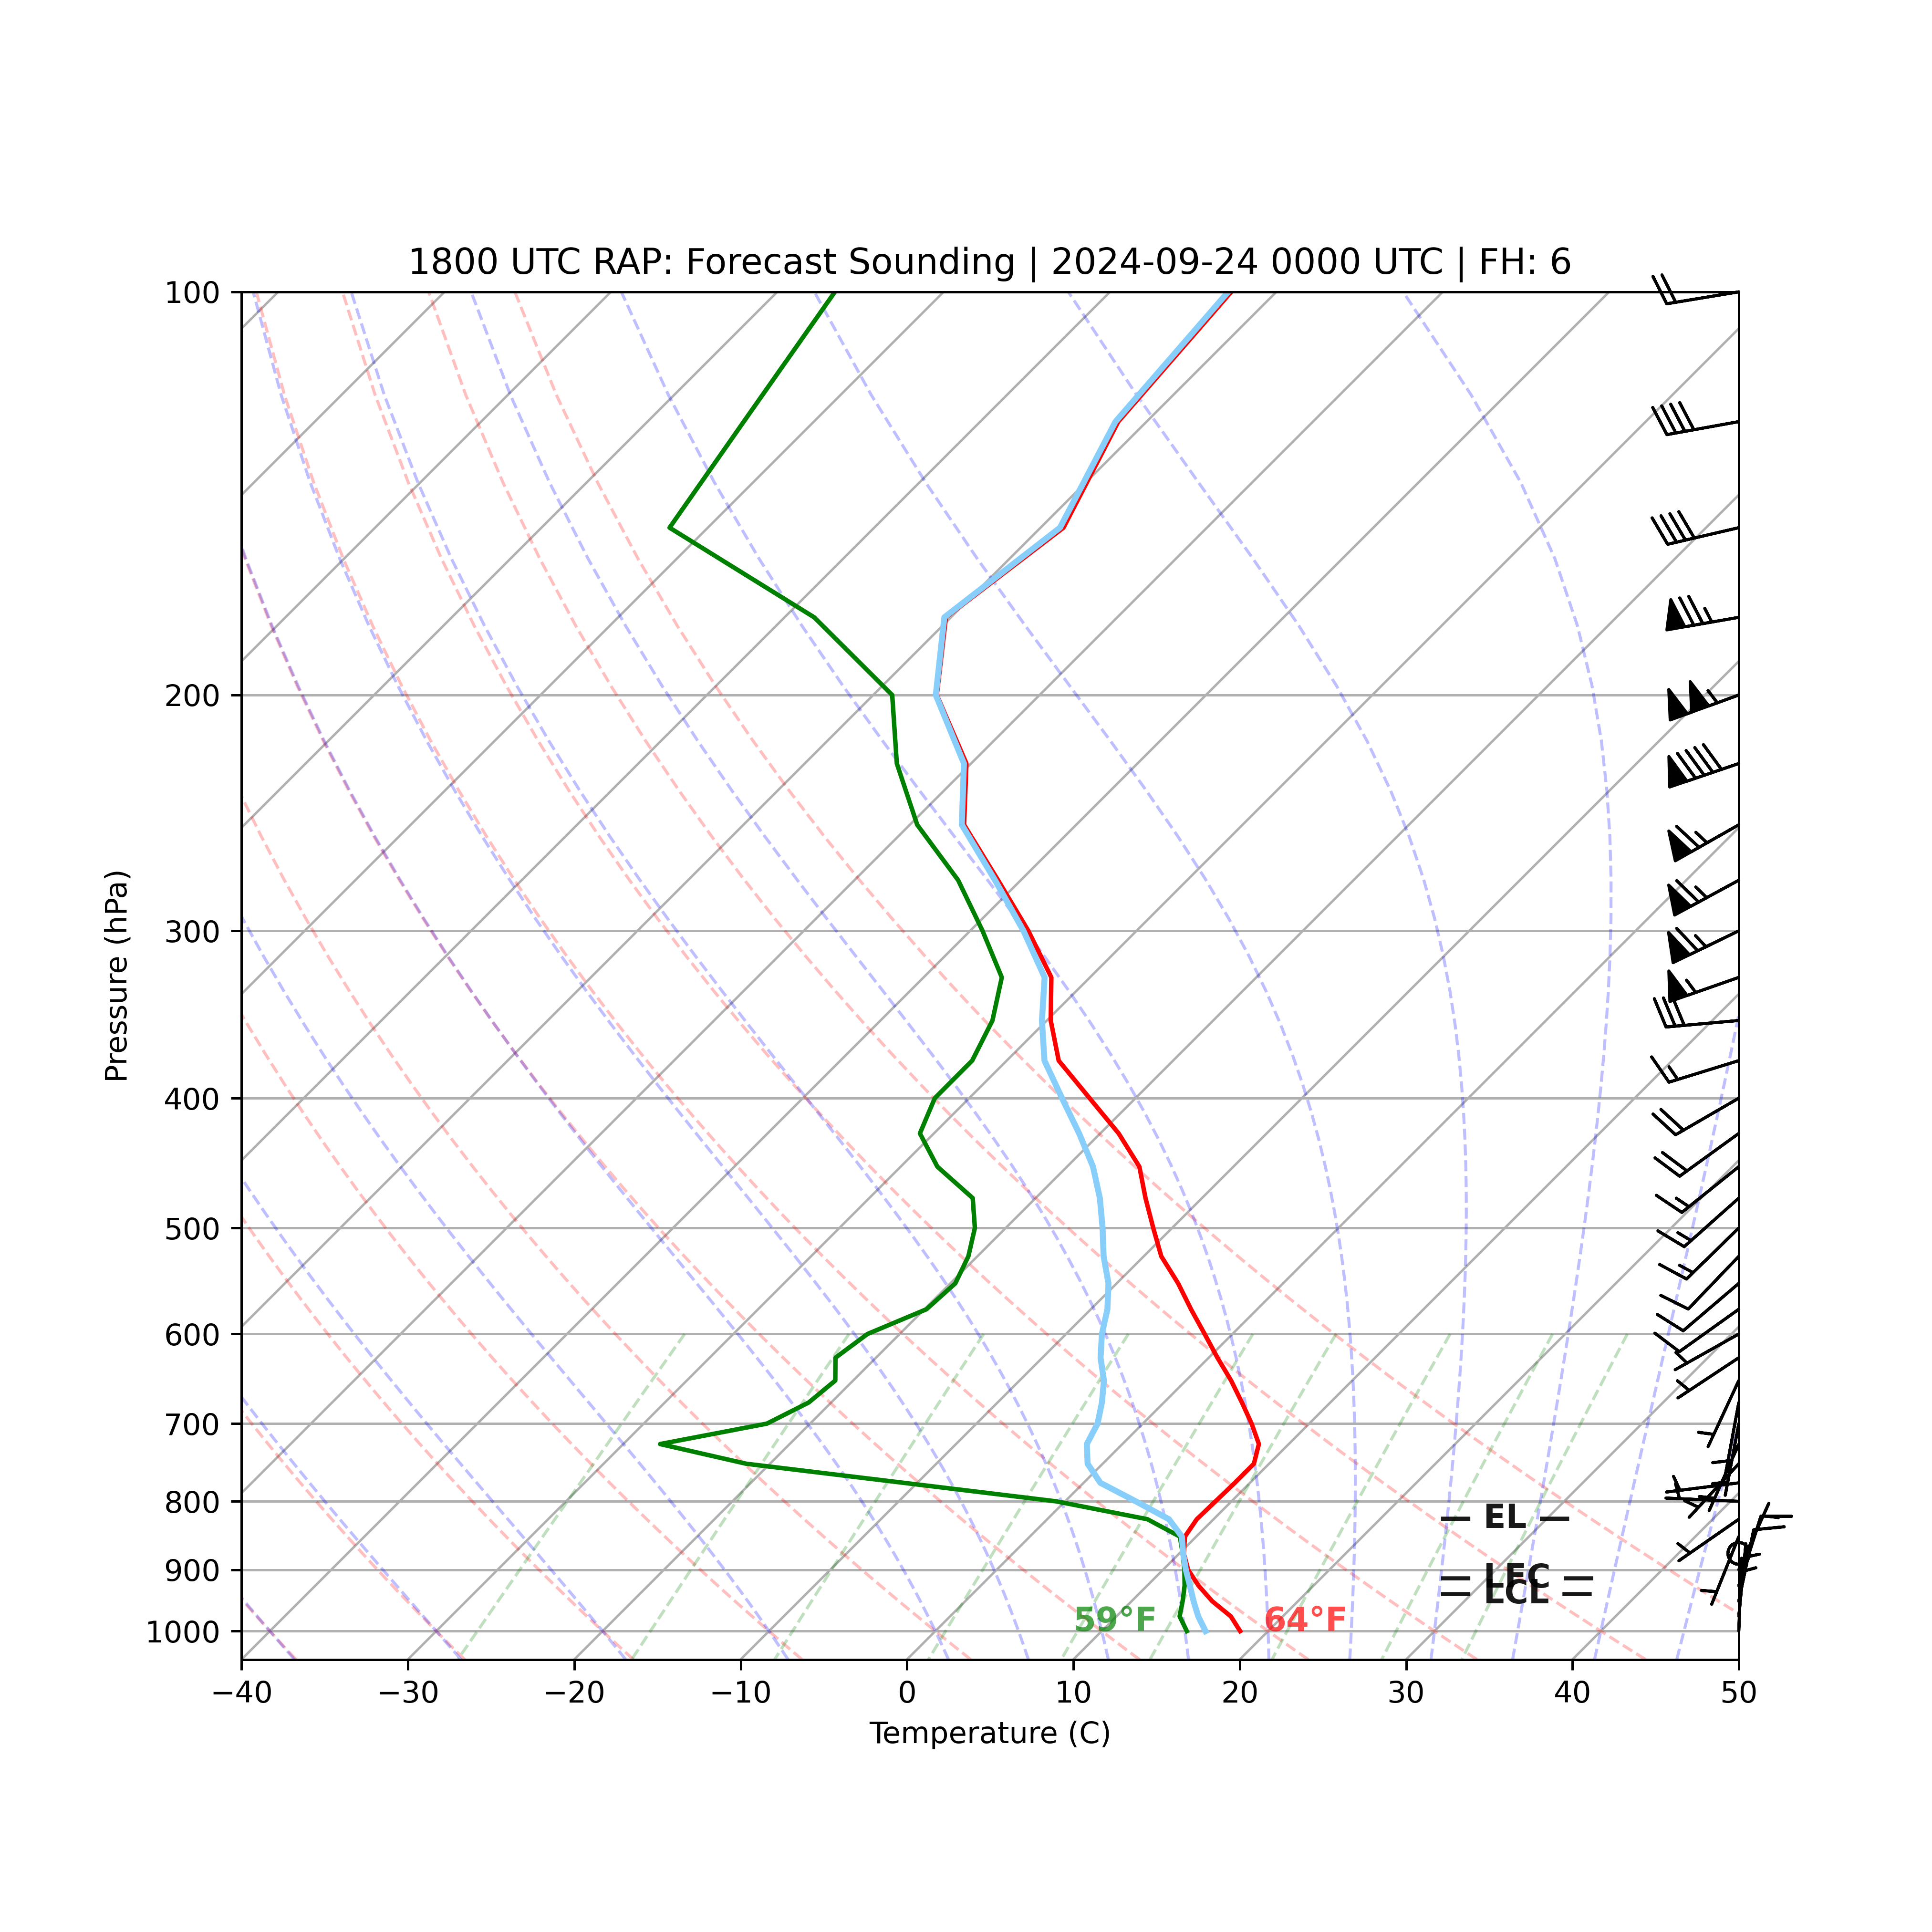 1800 UTC RAP: Forecast Sounding | 2024-09-24 0000 UTC | FH: 6
100
200
300
400
500
600
700
800
900
1000
Pressure (hPa)
— EL —
— LFC —
— LCL —
59°F
64°F
−40 −30 −20 −10 0 10 20 30 40 50
Temperature (C)